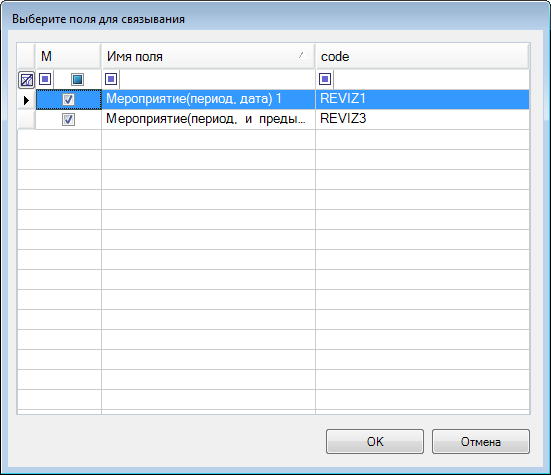 Выберите поля для связывания
М Имя поля code
Мероприятие(период, дата) 1 REVIZ1
Мероприятие(период, и преды... REVIZ3
OK Отмена